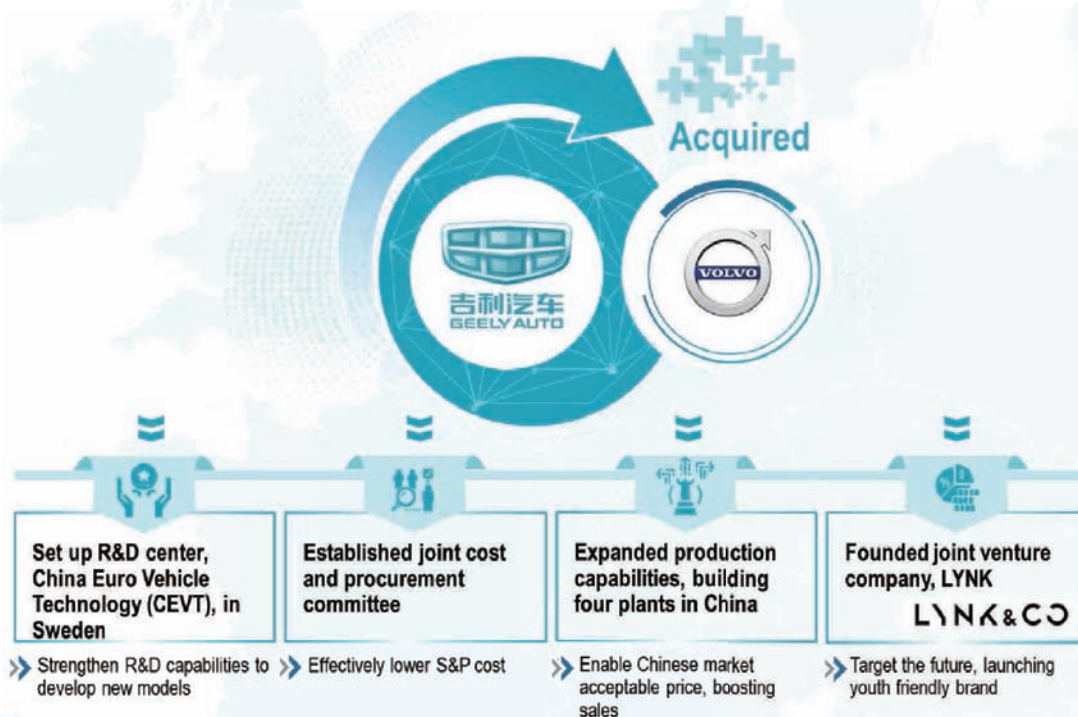 Acquired
VOLVO
吉利汽车
GEELY AUTO
Set up R&D center,
China Euro Vehicle
Technology (CEVT), in
Sweden
Strengthen R&D capabilities to
develop new models
Established joint cost
and procurement
committee
Effectively lower S&P cost
Expanded production
capabilities, building
four plants in China
Enable Chinese market
acceptable price, boosting
sales
Founded joint venture
company, LYNK
LYNK&CO
Target the future, launching
youth friendly brand